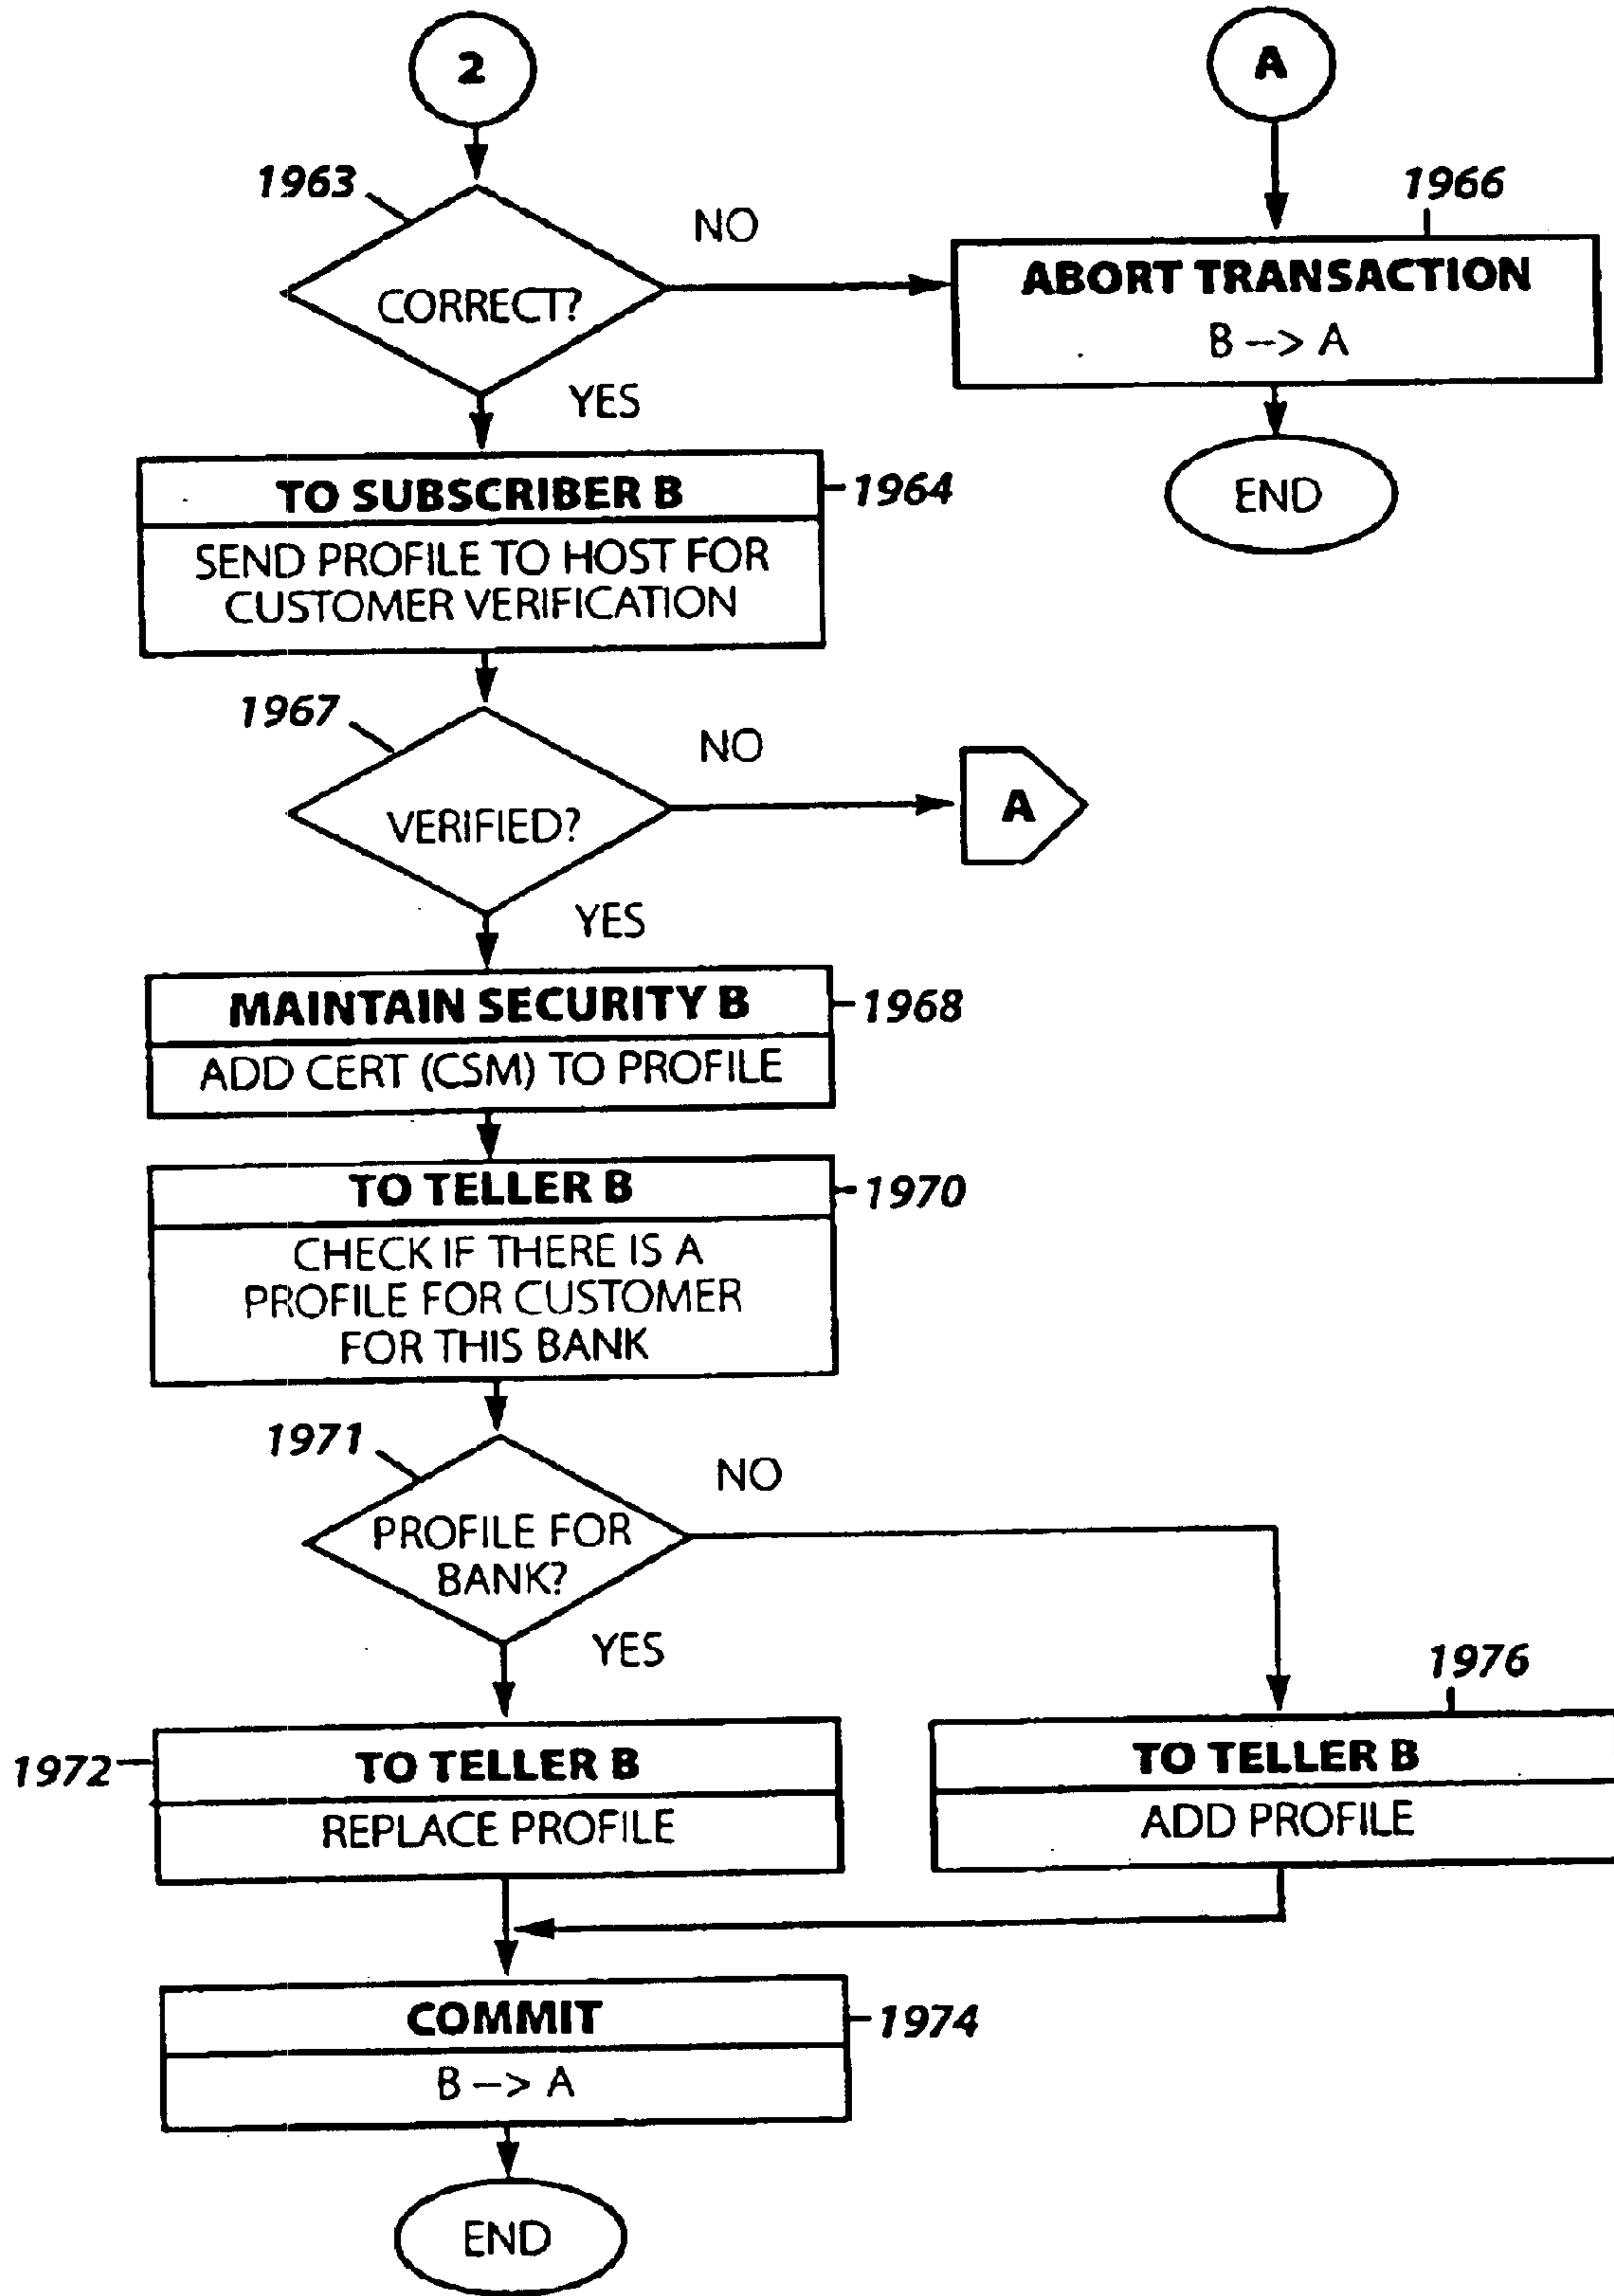 2
A
1963
NO
1966
CORRECT?
ABORT TRANSACTION
B --> A
YES
END
TO SUBSCRIBER B
1964
SEND PROFILE TO HOST FOR
CUSTOMER VERIFICATION
1967
NO
VERIFIED?
A
YES
MAINTAIN SECURITY B
1968
ADD CERT (CSM) TO PROFILE
TO TELLER B
1970
CHECK IF THERE IS A
PROFILE FOR CUSTOMER
FOR THIS BANK
1971
NO
PROFILE FOR
BANK?
YES
1976
1972
TO TELLER B
REPLACE PROFILE
TO TELLER B
ADD PROFILE
COMMIT
1974
B --> A
END